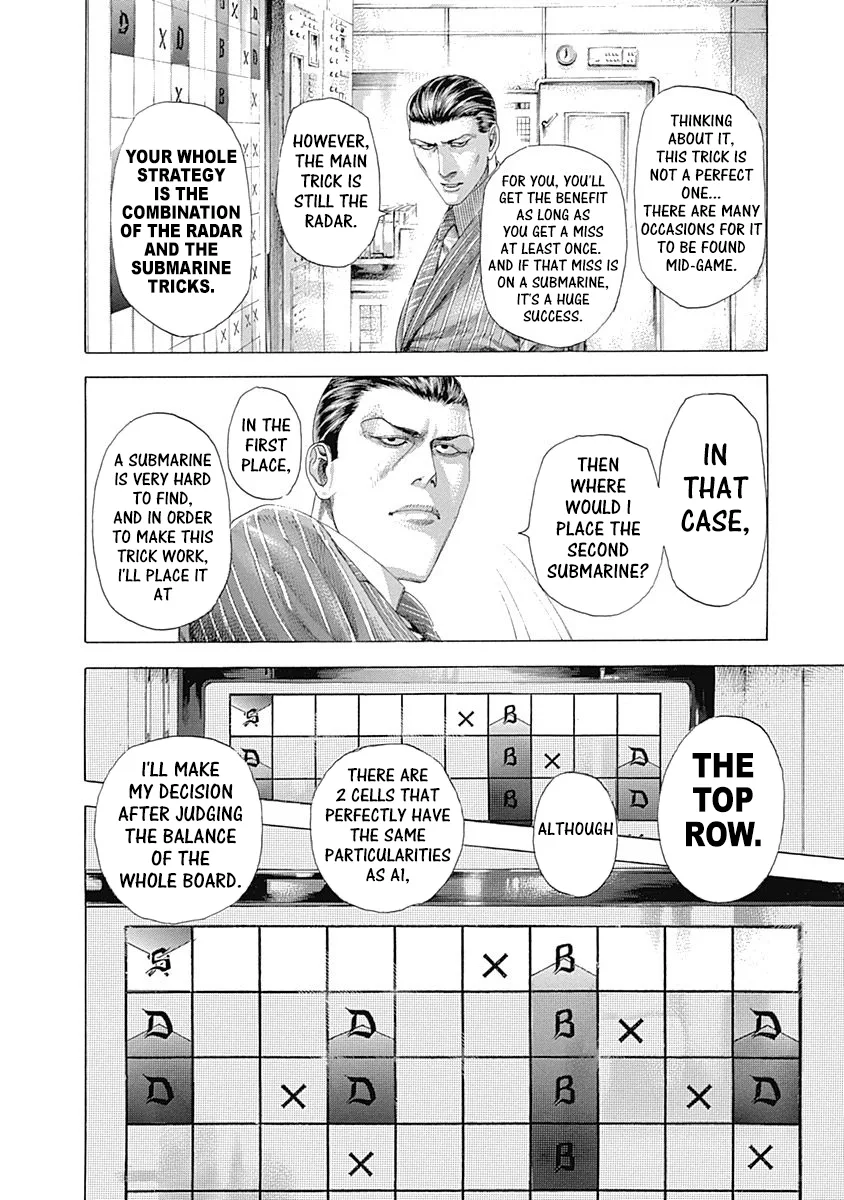 THINKING
ABOUT IT,
THIS TRICK IS
NOT A PERFECT
ONE...
THERE ARE MANY
OCCASIONS FOR IT
TO BE FOUND
MID-GAME.
FOR YOU, YOU'LL
GET THE BENEFIT
AS LONG AS
YOU GET A MISS
AT LEAST ONCE.
AND IF THAT MISS IS
ON A SUBMARINE,
IT'S A HUGE
SUCCESS.
HOWEVER,
THE MAIN
TRICK IS
STILL THE
RADAR.
YOUR WHOLE
STRATEGY
IS THE
COMBINATION
OF THE RADAR
AND THE
SUBMARINE
TRICKS.
D X D B X
B X X
X B
X X
X
IN
THAT
CASE,
THEN
WHERE
WOULD I
PLACE THE
SECOND
SUBMARINE?
IN THE
FIRST
PLACE,
A SUBMARINE
IS VERY HARD
TO FIND,
AND IN ORDER
TO MAKE THIS
TRICK WORK,
I'LL PLACE IT
AT
THE
TOP
ROW.
ALTHOUGH
THERE ARE
2 CELLS THAT
PERFECTLY HAVE
THE SAME
PARTICULARITIES
AS A1,
I'LL MAKE
MY DECISION
AFTER JUDGING
THE BALANCE
OF THE
WHOLE BOARD.
S X B
D B X D
B D
S X B
D D B X D
D X D B X D
X B X